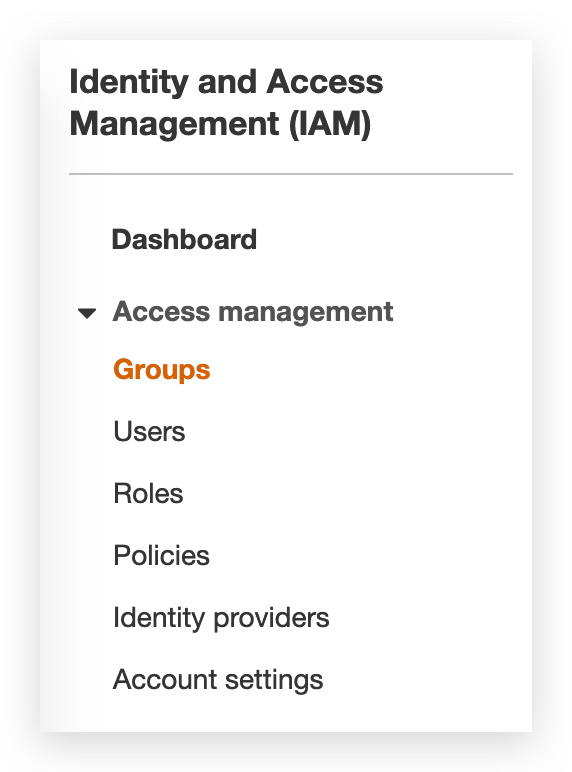 Identity and Access
Management (IAM)
Dashboard
Access management
Groups
Users
Roles
Policies
Identity providers
Account settings